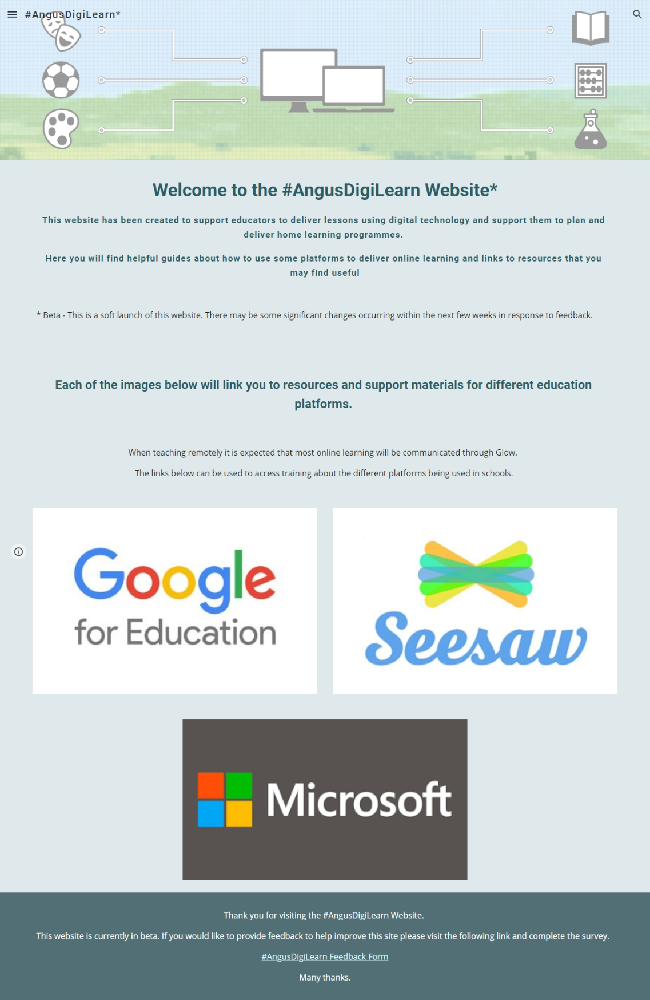 #AngusDigiLearn*
Welcome to the #AngusDigiLearn Website*
This website has been created to support educators to deliver lessons using digital technology and support them to plan and
deliver home learning programmes.
Here you will find helpful guides about how to use some platforms to deliver online learning and links to resources that you
may find useful
* Beta - This is a soft launch of this website. There may be some significant changes occurring within the next few weeks in response to feedback.
Each of the images below will link you to resources and support materials for different education
platforms.
When teaching remotely it is expected that most online learning will be communicated through Glow.
The links below can be used to access training about the different platforms being used in schools.
Google
for Education
Seesaw
Microsoft
Thank you for visiting the #AngusDigiLearn Website.
This website is currently in beta. If you would like to provide feedback to help improve this site please visit the following link and complete the survey.
#AngusDigiLearn Feedback Form
Many thanks.